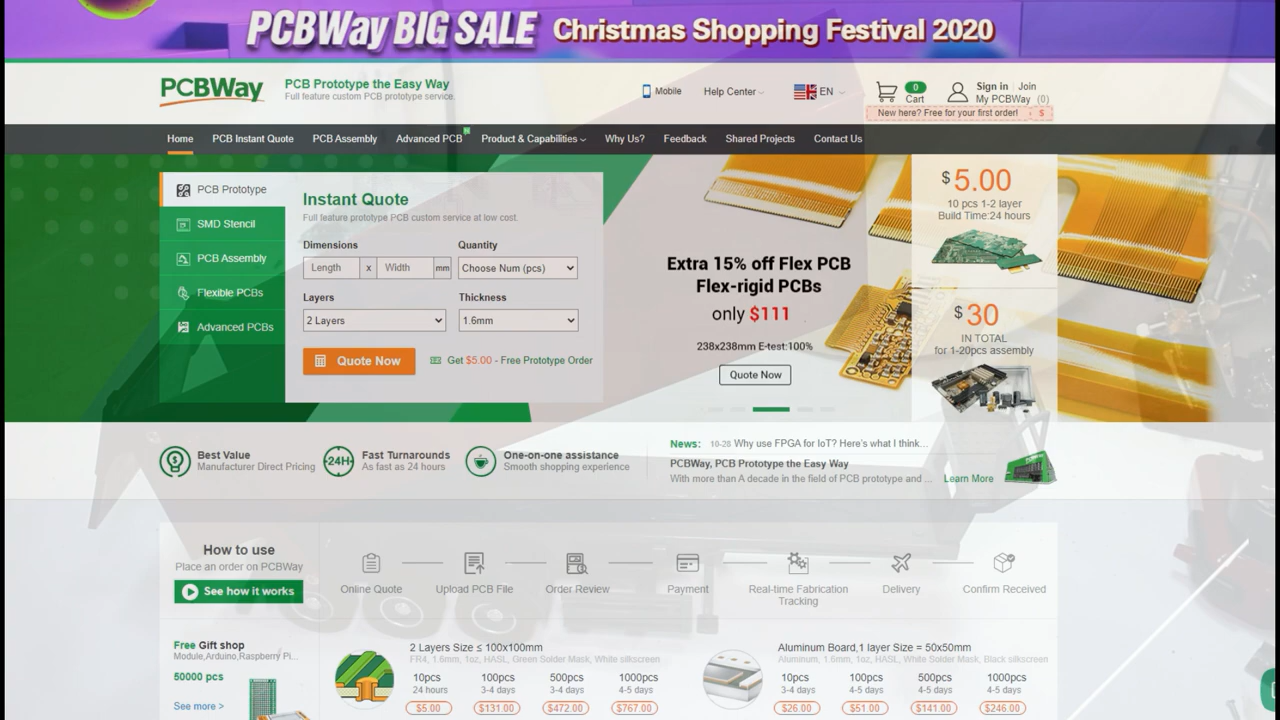 PCBWay BIG SALE Christmas Shopping Festival 2020
PCBWay
PCB Prototype the Easy Way
Full feature custom PCB prototype service.
Mobile
Help Center
EN
0
Cart
Sign in
Join
My PCBWay (0)
New here? Free for your first order! $
Home
PCB Instant Quote
PCB Assembly
Advanced PCB
N
Product & Capabilities
Why Us?
Feedback
Shared Projects
Contact Us
PCB Prototype
SMD Stencil
PCB Assembly
Flexible PCBs
Advanced PCBs
Instant Quote
Full feature prototype PCB custom service at low cost.
Dimensions
Quantity
Length x Width mm
Choose Num (pcs)
Layers
Thickness
2 Layers
1.6mm
Quote Now
Get $5.00 - Free Prototype Order
Extra 15% off Flex PCB
Flex-rigid PCBs
only $111
238x238mm E-test:100%
Quote Now
$5.00
10 pcs 1-2 layer
Build Time:24 hours
$30
IN TOTAL
for 1-20pcs assembly
Best Value
Manufacturer Direct Pricing
24H
Fast Turnarounds
As fast as 24 hours
One-on-one assistance
Smooth shopping experience
News: 10-28 Why use FPGA for IoT? Here's what I think...
PCBWay, PCB Prototype the Easy Way
With more than A decade in the field of PCB prototype and ...
Learn More
How to use
Place an order on PCBWay
See how it works
Online Quote
Upload PCB File
Order Review
Payment
Real-time Fabrication
Tracking
Delivery
Confirm Received
Free Gift shop
Module,Arduino,Raspberry Pi...
50000 pcs
See more >
2 Layers Size ≤ 100x100mm
FR4, 1.6mm, 1oz, HASL, Green Solder Mask, White silkscreen
10pcs 100pcs 500pcs 1000pcs
24 hours 3-4 days 3-4 days 4-5 days
$5.00 $131.00 $472.00 $767.00
Aluminum Board,1 layer Size = 50x50mm
Aluminum, 1.6mm, 1oz, HASL, White Solder Mask, Black silkscreen
10pcs 100pcs 500pcs 1000pcs
3-4 days 4-5 days 4-5 days 4-5 days
$26.00 $51.00 $141.00 $246.00